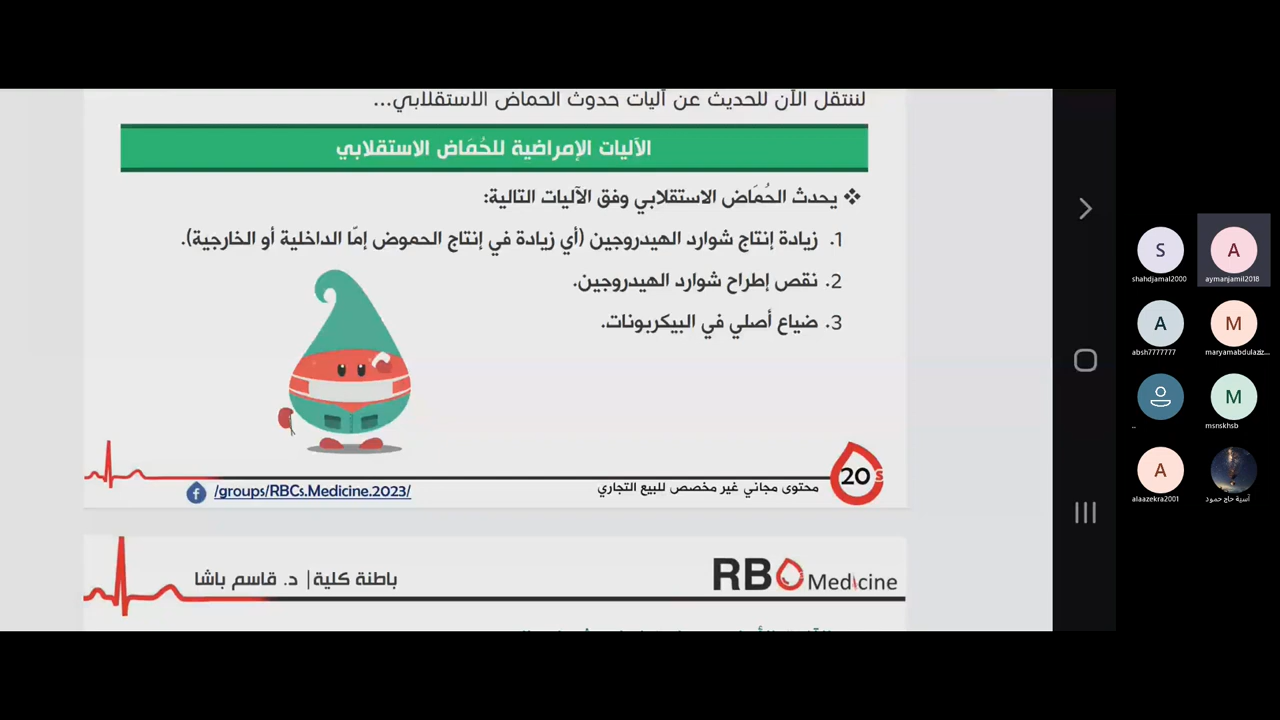 لننتقل الآن للحديث عن آليات حدوث الحماض الاستقلابي...
الآليات الإمراضية للحُمَاض الاستقلابي
❖ يحدث الحُمَاض الاستقلابي وفق الآليات التالية:
1. زيادة إنتاج شوارد الهيدروجين (أي زيادة في إنتاج الحموض إمّا الداخلية أو الخارجية).
2. نقص إطراح شوارد الهيدروجين.
3. ضياع أصلي في البيكربونات.
20
s
محتوى مجاني غير مخصص للبيع التجاري
/groups/RBCs.Medicine.2023/
RB Medicine
باطنة كلية | د. قاسم باشا
S
shahdjamal2000
A
aymanjamil2018
A
absh7777777
M
maryamabdulaziz...
..
M
msnskhsb
A
alaazekra2001
آسية حاج حمود